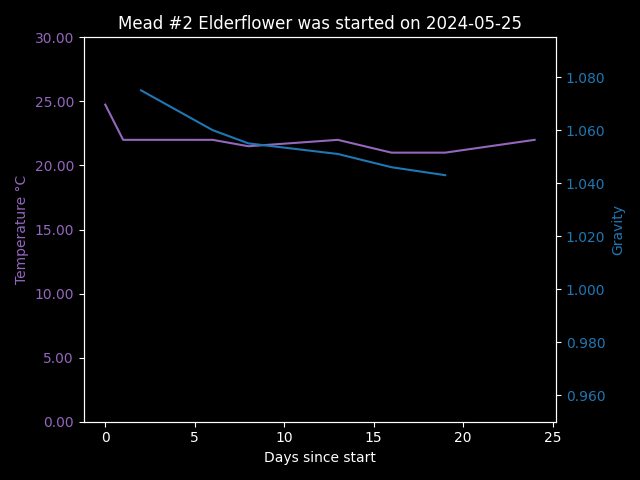 Mead #2 Elderflower was started on 2024-05-25
30.00
25.00
20.00
15.00
10.00
5.00
0.00
Temperature °C
1.080
1.060
1.040
1.020
1.000
0.980
0.960
Gravity
0 5 10 15 20 25
Days since start